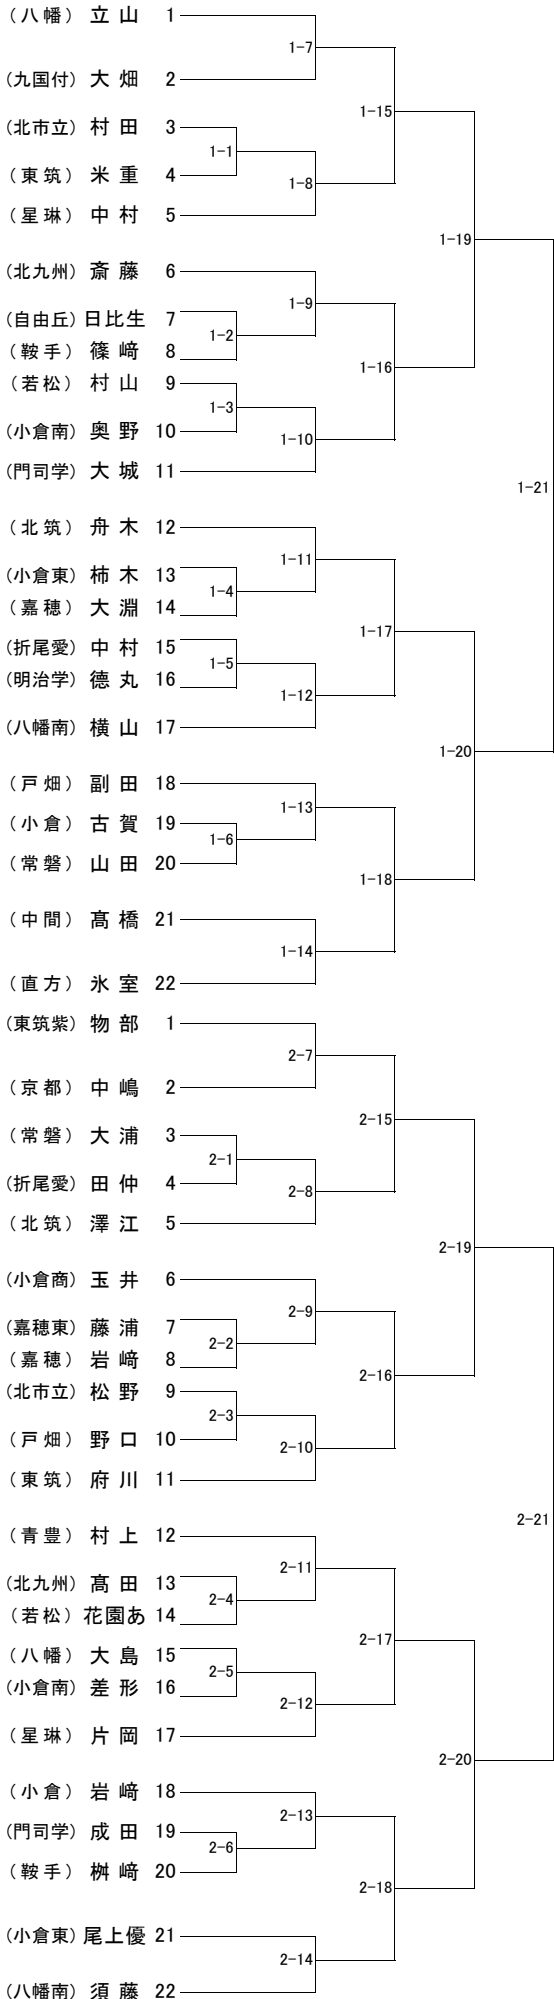 （八幡） 立山 1
1-7
（九国付） 大畑 2
1-15
（北市立） 村田 3
1-1
（東筑） 米重 4
1-8
（星琳） 中村 5
1-19
（北九州） 斎藤 6
1-9
（自由丘） 日比生 7
1-2
（鞍手） 篠﨑 8
1-16
（若松） 村山 9
1-3
（小倉南） 奥野 10
1-10
（門司学） 大城 11
1-21
（北筑） 舟木 12
1-11
（小倉東） 柿木 13
1-4
（嘉穂） 大淵 14
1-17
（折尾愛） 中村 15
1-5
（明治学） 德丸 16
1-12
（八幡南） 横山 17
1-20
（戸畑） 副田 18
1-13
（小倉） 古賀 19
1-6
（常磐） 山田 20
1-18
（中間） 髙橋 21
1-14
（直方） 氷室 22
（東筑紫） 物部 1
2-7
（京都） 中嶋 2
2-15
（常磐） 大浦 3
2-1
（折尾愛） 田仲 4
2-8
（北筑） 澤江 5
2-19
（小倉商） 玉井 6
2-9
（嘉穂東） 藤浦 7
2-2
（嘉穂） 岩﨑 8
2-16
（北市立） 松野 9
2-3
（戸畑） 野口 10
2-10
（東筑） 府川 11
2-21
（青豊） 村上 12
2-11
（北九州） 髙田 13
2-4
（若松） 花園あ 14
2-17
（八幡） 大島 15
2-5
（小倉南） 差形 16
2-12
（星琳） 片岡 17
2-20
（小倉） 岩﨑 18
2-13
（門司学） 成田 19
2-6
（鞍手） 桝﨑 20
2-18
（小倉東） 尾上優 21
2-14
（八幡南） 須藤 22